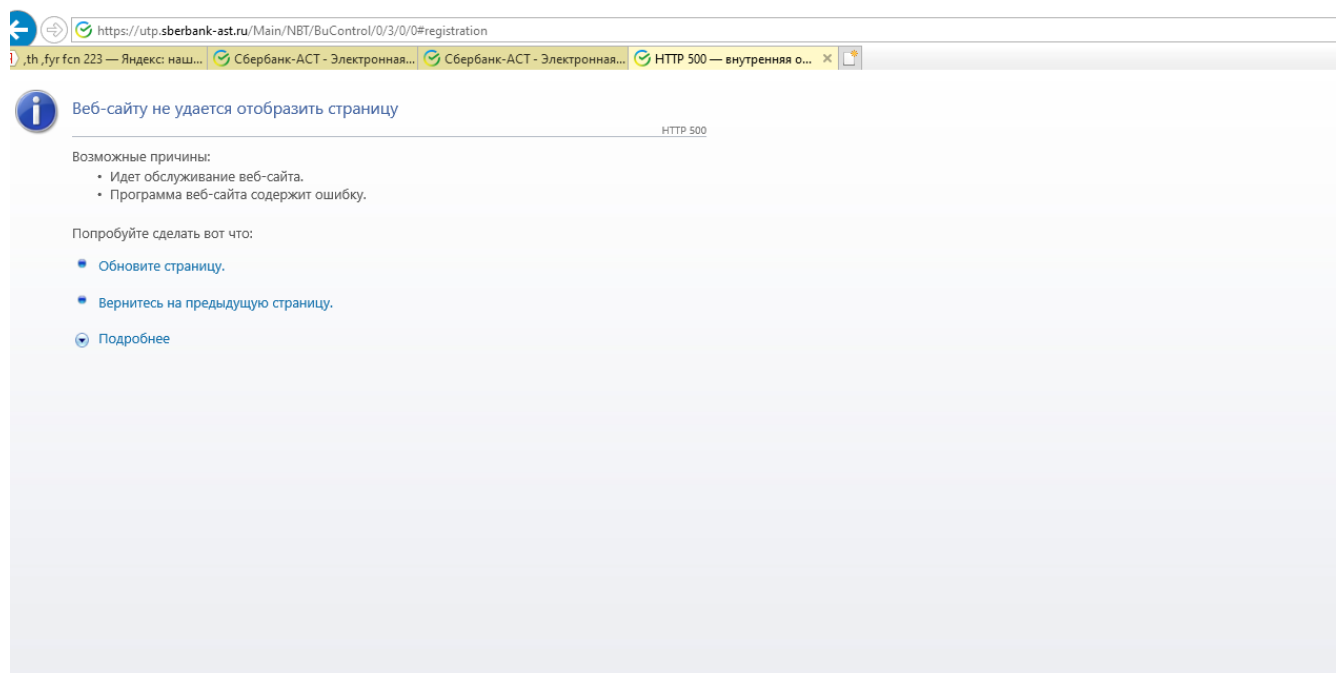 https://utp.sberbank-ast.ru/Main/NBT/BuControl/0/3/0/0#registration
,th ,fyr fcn 223 — Яндекс: наш... Сбербанк-АСТ - Электронная... Сбербанк-АСТ - Электронная... HTTP 500 — внутренняя о...
Веб-сайту не удается отобразить страницу
HTTP 500
Возможные причины:
• Идет обслуживание веб-сайта.
• Программа веб-сайта содержит ошибку.
Попробуйте сделать вот что:
Обновите страницу.
Вернитесь на предыдущую страницу.
Подробнее